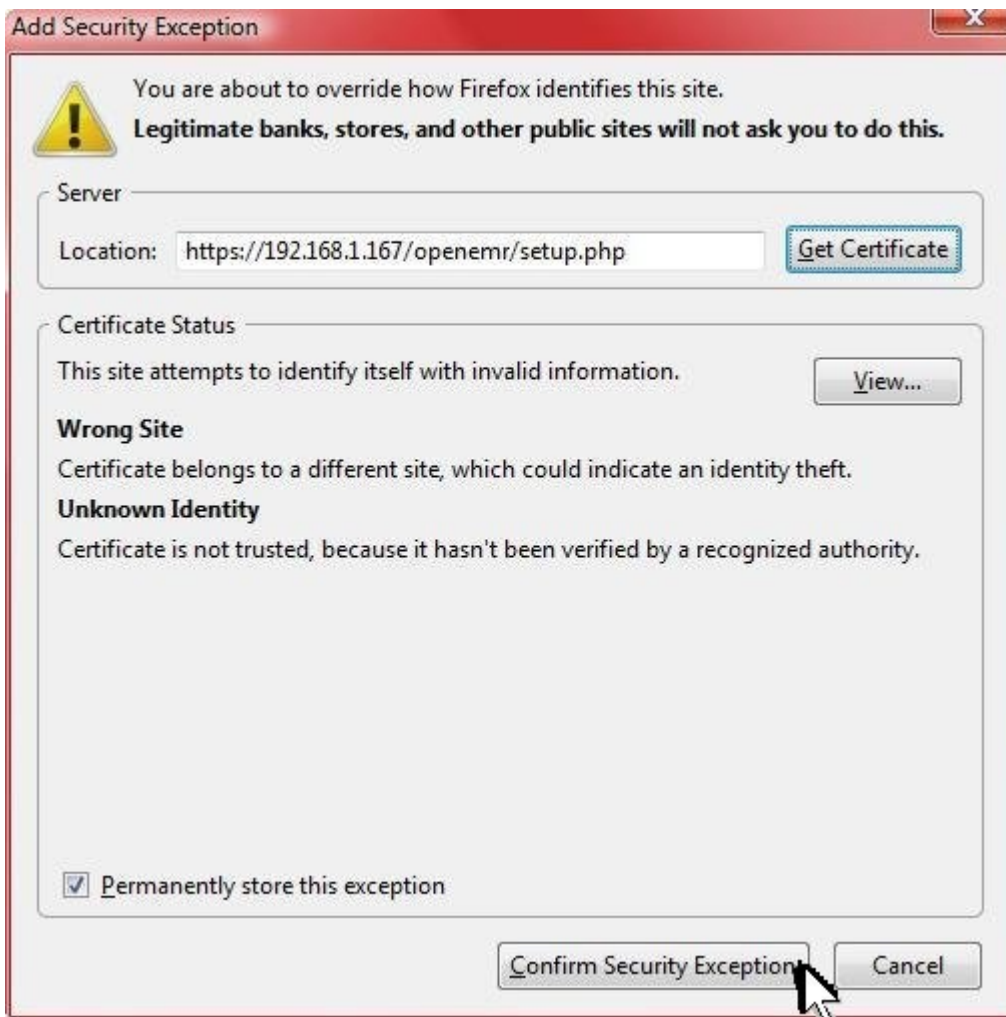 Add Security Exception
You are about to override how Firefox identifies this site.
Legitimate banks, stores, and other public sites will not ask you to do this.
Server
Location: https://192.168.1.167/openemr/setup.php Get Certificate
Certificate Status
This site attempts to identify itself with invalid information. View...
Wrong Site
Certificate belongs to a different site, which could indicate an identity theft.
Unknown Identity
Certificate is not trusted, because it hasn't been verified by a recognized authority.
Permanently store this exception
Confirm Security Exception Cancel